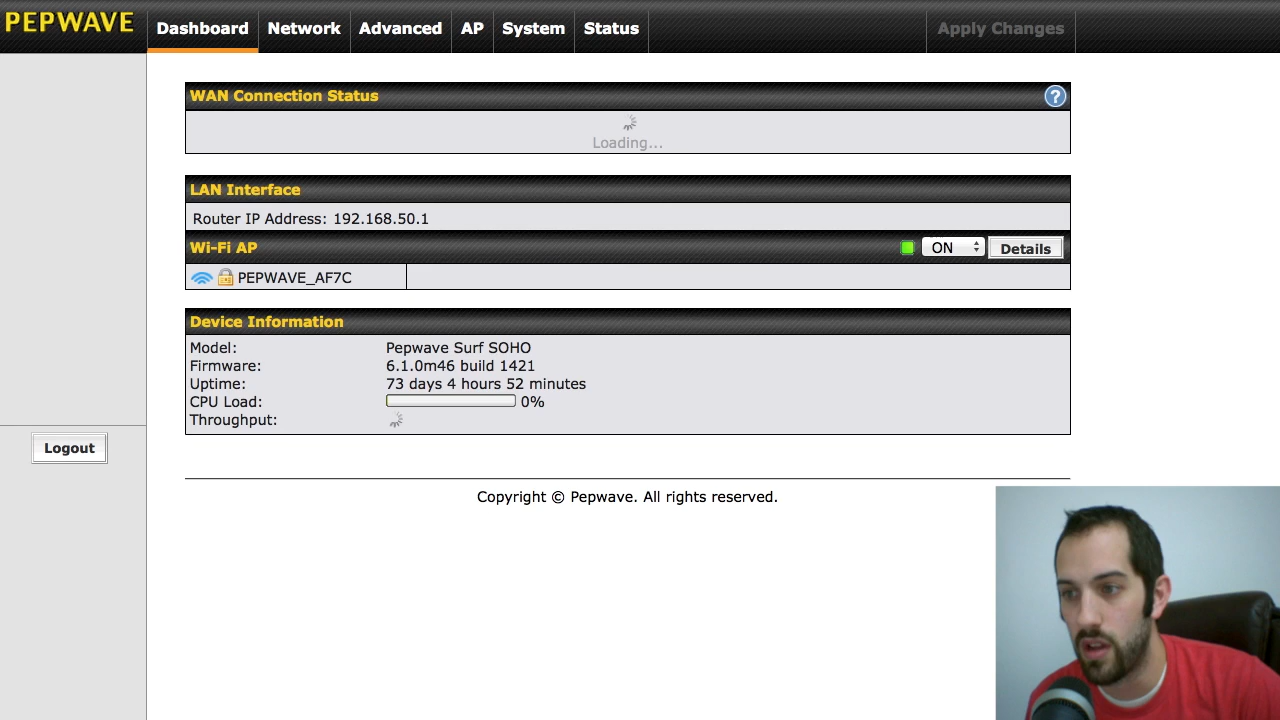 PEPWAVE
Dashboard Network Advanced AP System Status Apply Changes
WAN Connection Status ?
Loading...
LAN Interface
Router IP Address: 192.168.50.1
Wi-Fi AP ON Details
PEPWAVE_AF7C
Device Information
Model: Pepwave Surf SOHO
Firmware: 6.1.0m46 build 1421
Uptime: 73 days 4 hours 52 minutes
CPU Load: 0%
Throughput:
Logout
Copyright © Pepwave. All rights reserved.